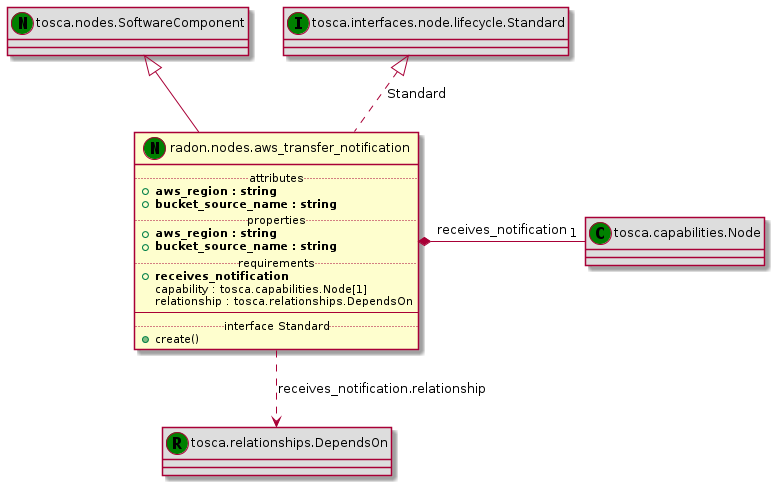 N tosca.nodes.SoftwareComponent
I tosca.interfaces.node.lifecycle.Standard
Standard
N radon.nodes.aws_transfer_notification
attributes
aws_region : string
bucket_source_name : string
properties
aws_region : string
bucket_source_name : string
requirements
receives_notification
capability : tosca.capabilities.Node[1]
relationship : tosca.relationships.DependsOn
interface Standard
create()
receives_notification 1
C tosca.capabilities.Node
receives_notification.relationship
R tosca.relationships.DependsOn